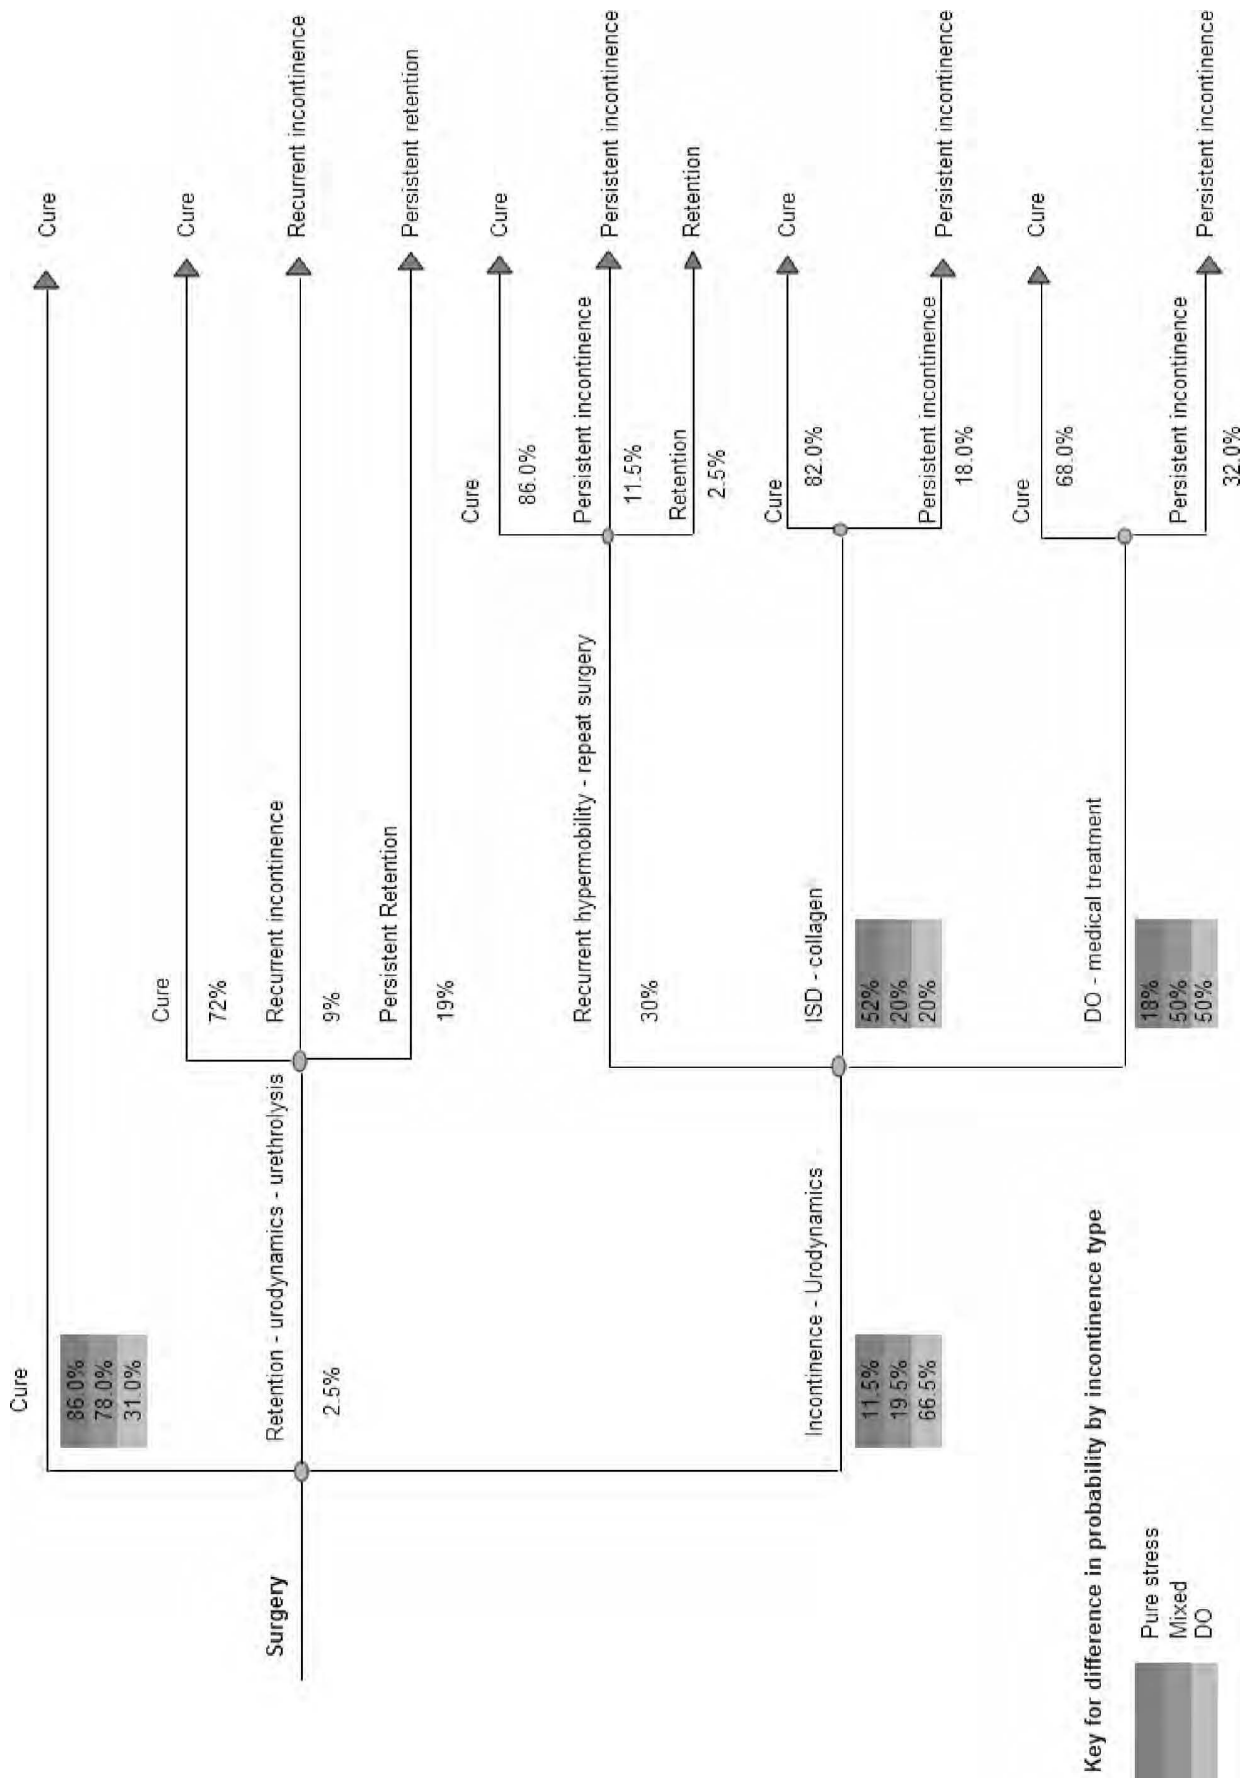 Cure
86.0%
78.0%
31.0%
Cure
Surgery
Retention - urodynamics - urethrolysis
2.5%
Cure
72%
Cure
Recurrent incontinence
9%
Recurrent incontinence
Persistent Retention
19%
Persistent retention
Incontinence - Urodynamics
11.5%
19.5%
66.5%
Recurrent hypermobility - repeat surgery
30%
Cure
86.0%
Cure
Persistent incontinence
11.5%
Persistent incontinence
Retention
2.5%
Retention
ISD - collagen
52%
20%
20%
Cure
82.0%
Cure
Persistent incontinence
18.0%
Persistent incontinence
DO - medical treatment
18%
50%
50%
Cure
68.0%
Cure
Persistent incontinence
32.0%
Persistent incontinence
Key for difference in probability by incontinence type
Pure stress
Mixed
DO